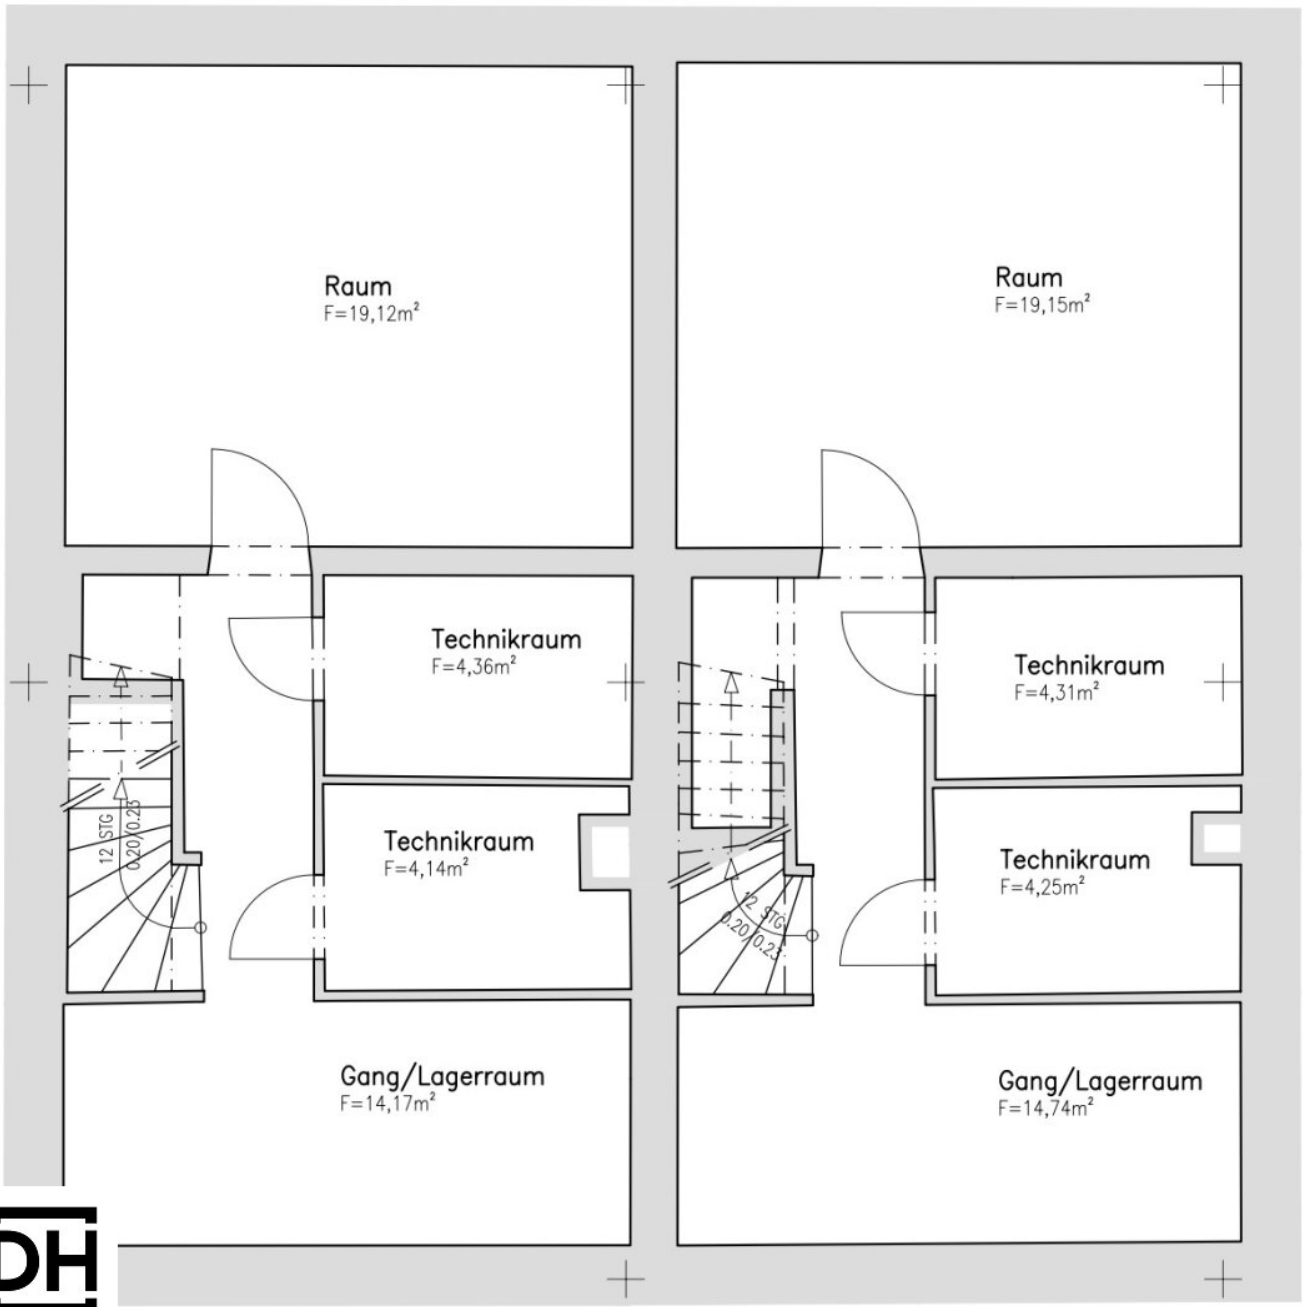 Raum
F=19,12m²
Raum
F=19,15m²
Technikraum
F=4,36m²
Technikraum
F=4,31m²
Technikraum
F=4,14m²
Technikraum
F=4,25m²
12 STG
0.20/0.23
12 STG
0.20/0.23
Gang/Lagerraum
F=14,17m²
Gang/Lagerraum
F=14,74m²
DH